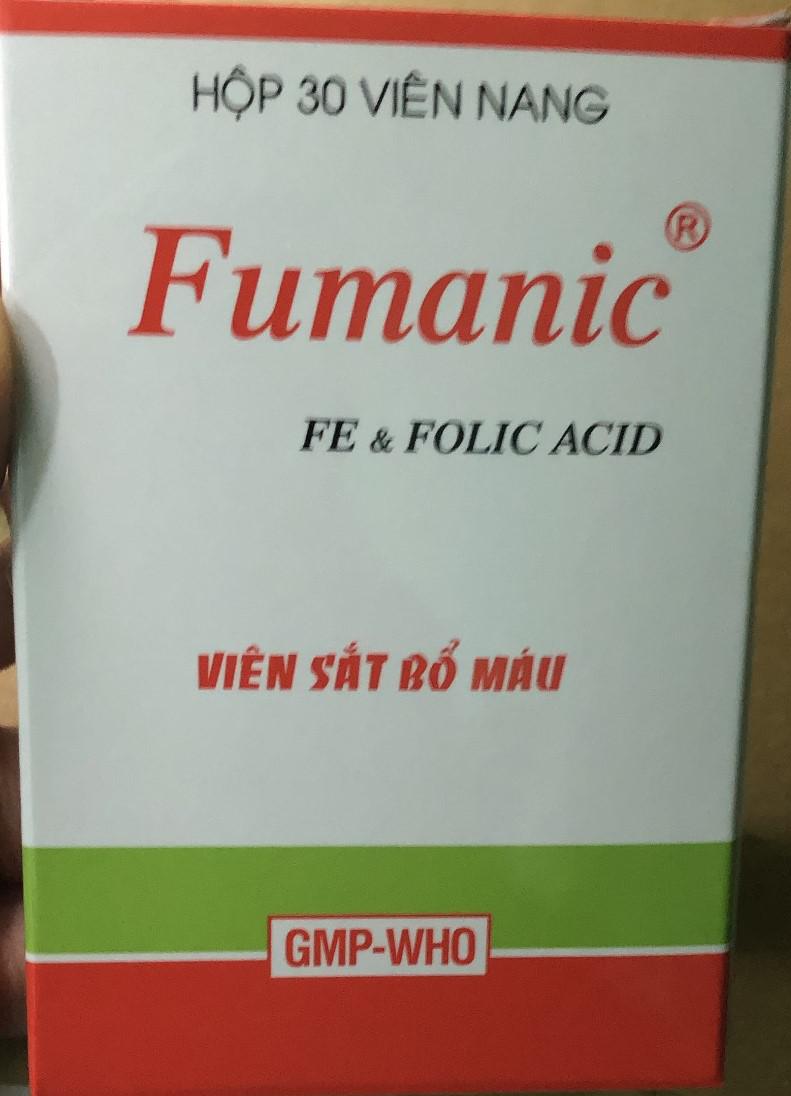 HỘP 30 VIÊN NANG
Fumanic®
FE & FOLIC ACID
VIÊN SẮT BỔ MÁU
GMP-WHO